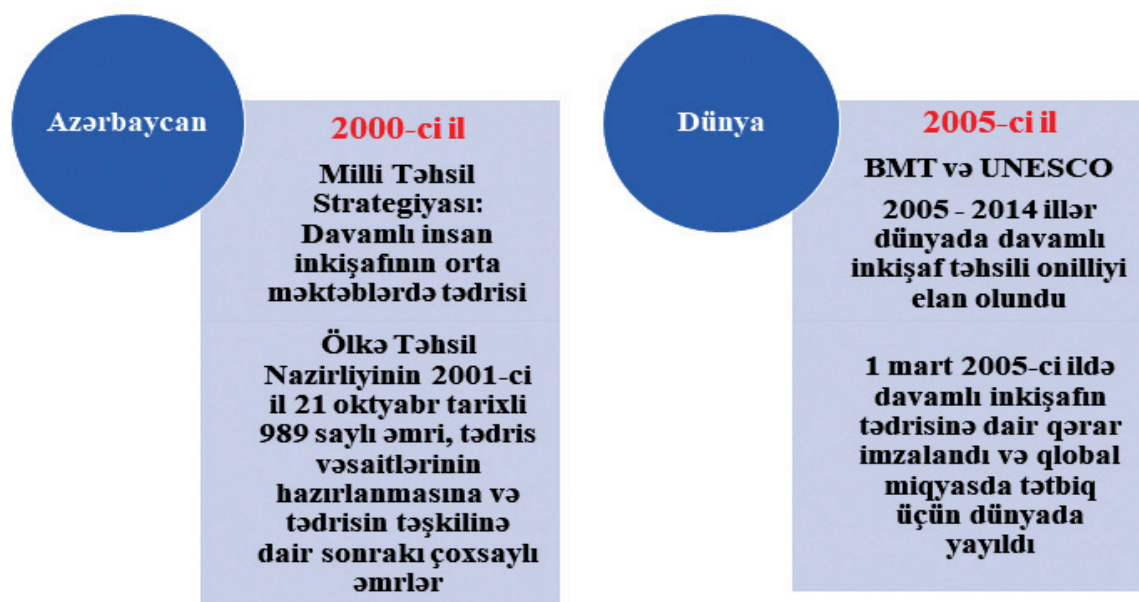 Azərbaycan
2000-ci il
Milli Təhsil
Strategiyası:
Davamlı insan
inkişafının orta
məktəblərdə tədrisi
Ölkə Təhsil
Nazirliyinin 2001-ci
il 21 oktyabr tarixli
989 saylı əmri, tədris
vəsaitlərinin
hazırlanmasına və
tədrisin təşkilinə
dair sonrakı çoxsaylı
əmrlər
Dünya
2005-ci il
BMT və UNESCO
2005 - 2014 illər
dünyada davamlı
inkişaf təhsili onilliyi
elan olundu
1 mart 2005-ci ildə
davamlı inkişafın
tədrisinə dair qərar
imzalandı və qlobal
miqyasda tətbiq
üçün dünyada
yayıldı